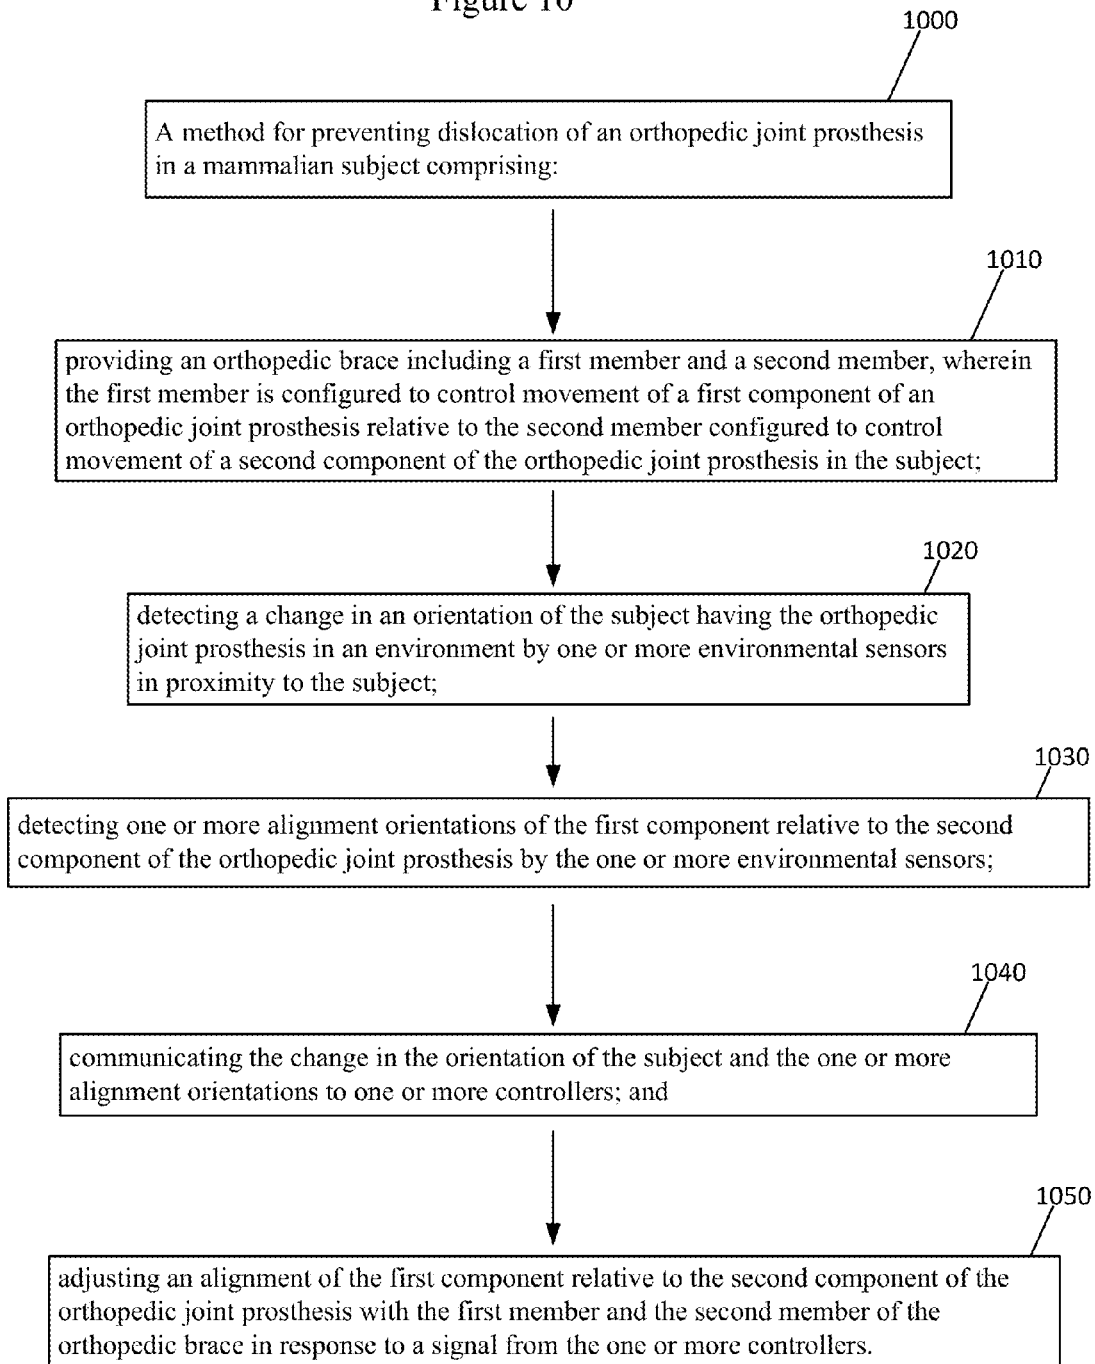 Figure 10
1000
A method for preventing dislocation of an orthopedic joint prosthesis
in a mammalian subject comprising:
1010
providing an orthopedic brace including a first member and a second member, wherein
the first member is configured to control movement of a first component of an
orthopedic joint prosthesis relative to the second member configured to control
movement of a second component of the orthopedic joint prosthesis in the subject;
1020
detecting a change in an orientation of the subject having the orthopedic
joint prosthesis in an environment by one or more environmental sensors
in proximity to the subject;
1030
detecting one or more alignment orientations of the first component relative to the second
component of the orthopedic joint prosthesis by the one or more environmental sensors;
1040
communicating the change in the orientation of the subject and the one or more
alignment orientations to one or more controllers; and
1050
adjusting an alignment of the first component relative to the second component of the
orthopedic joint prosthesis with the first member and the second member of the
orthopedic brace in response to a signal from the one or more controllers.